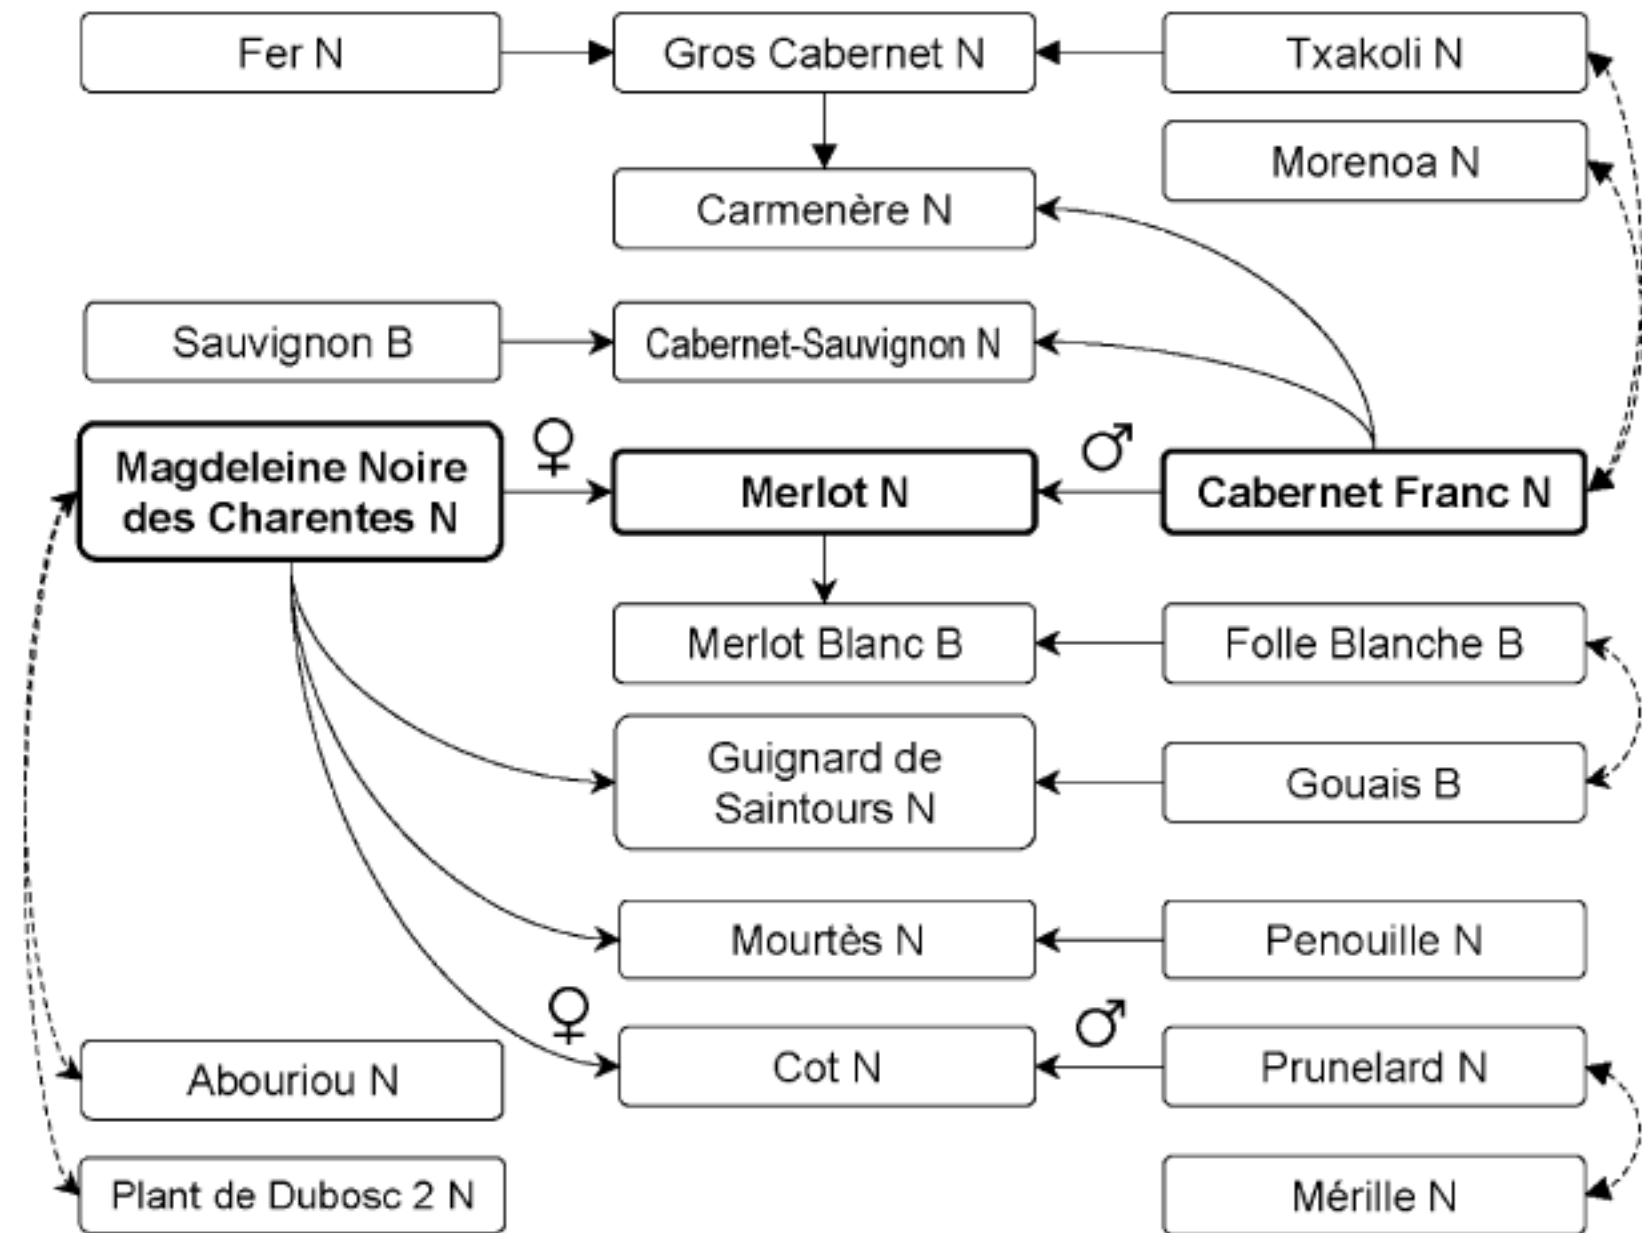 Fer N
Gros Cabernet N
Txakoli N
Morenoa N
Carmenère N
Sauvignon B
Cabernet-Sauvignon N
Magdeleine Noire
des Charentes N
♀
Merlot N
♂
Cabernet Franc N
Merlot Blanc B
Folle Blanche B
Guignard de
Saintours N
Gouais B
Mourtès N
Penouille N
♀
Cot N
♂
Prunelard N
Abouriou N
Plant de Dubosc 2 N
Mérille N